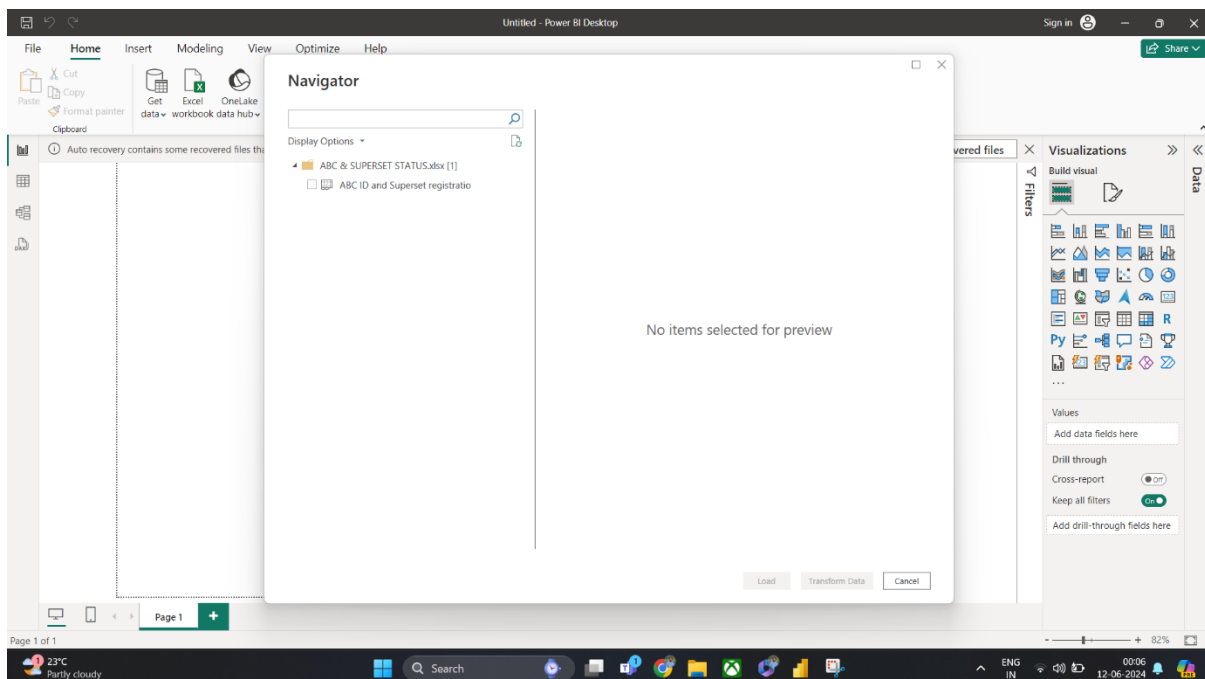 Untitled - Power BI Desktop
Sign in
File Home Insert Modeling View Optimize Help
Share
Paste
Cut
Copy
Format painter
Clipboard
Get data
Excel workbook
OneLake data hub
Auto recovery contains some recovered files tha
vered files
Navigator
Display Options
ABC & SUPERSET STATUS.xlsx [1]
ABC ID and Superset registratio
No items selected for preview
Load Transform Data Cancel
Filters
Visualizations
Data
Build visual
123
R
Py
...
Values
Add data fields here
Drill through
Cross-report Off
Keep all filters On
Add drill-through fields here
Page 1
Page 1 of 1
82%
1
23°C
Partly cloudy
Search
ENG
IN
00:06
12-06-2024
PRE